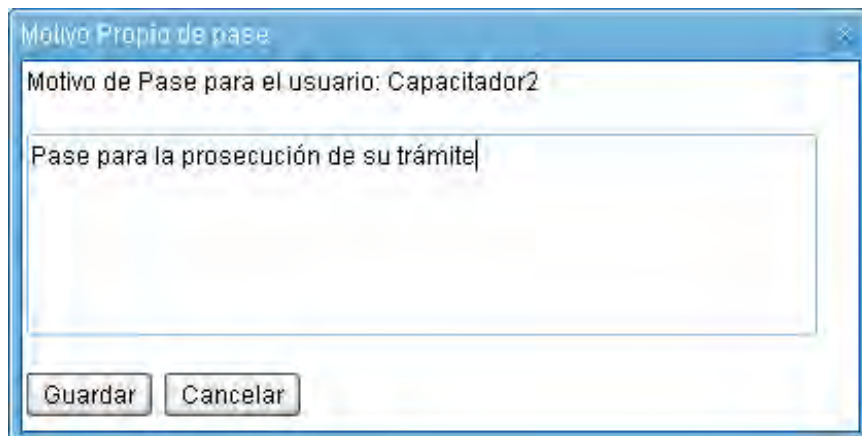 Motivo Propio de pase
Motivo de Pase para el usuario: Capacitador2
Pase para la prosecución de su trámite
Guardar Cancelar